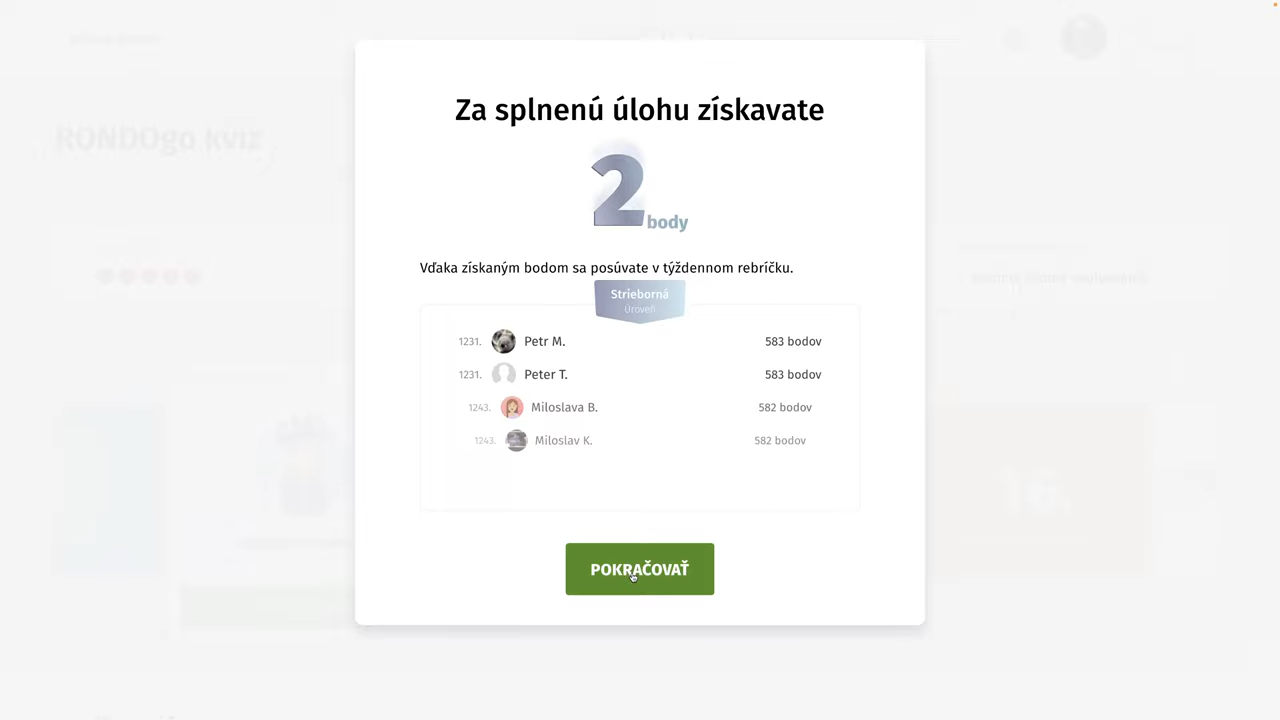 RONDOgo kvíz
Za splnenú úlohu získavate
2 body
Vďaka získaným bodom sa posúvate v týždennom rebríčku.
Strieborná
Úroveň
1231. Petr M. 583 bodov
1231. Peter T. 583 bodov
1243. Miloslava B. 582 bodov
1243. Miloslav K. 582 bodov
16.
POKRAČOVAŤ